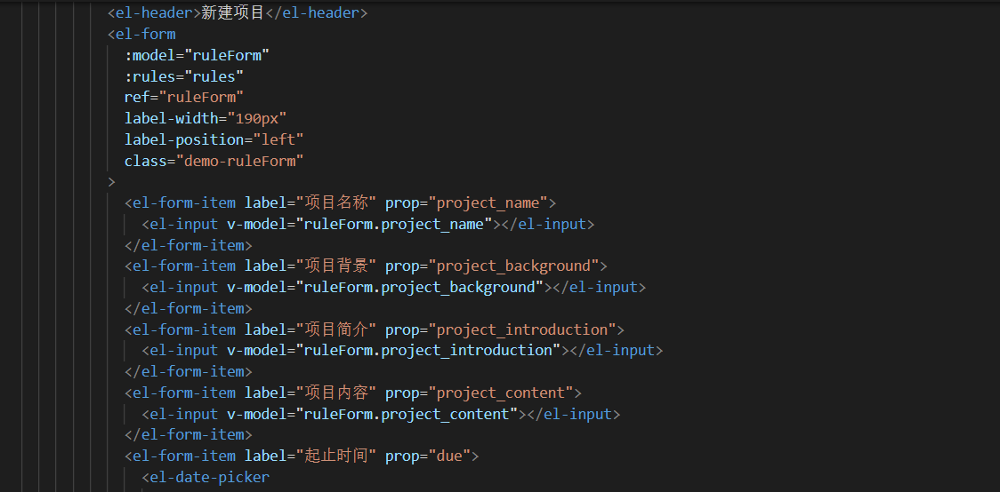 <el-header>新建项目</el-header>
<el-form
:model="ruleForm"
:rules="rules"
ref="ruleForm"
label-width="190px"
label-position="left"
class="demo-ruleForm"
>
<el-form-item label="项目名称" prop="project_name">
<el-input v-model="ruleForm.project_name"></el-input>
</el-form-item>
<el-form-item label="项目背景" prop="project_background">
<el-input v-model="ruleForm.project_background"></el-input>
</el-form-item>
<el-form-item label="项目简介" prop="project_introduction">
<el-input v-model="ruleForm.project_introduction"></el-input>
</el-form-item>
<el-form-item label="项目内容" prop="project_content">
<el-input v-model="ruleForm.project_content"></el-input>
</el-form-item>
<el-form-item label="起止时间" prop="due">
<el-date-picker